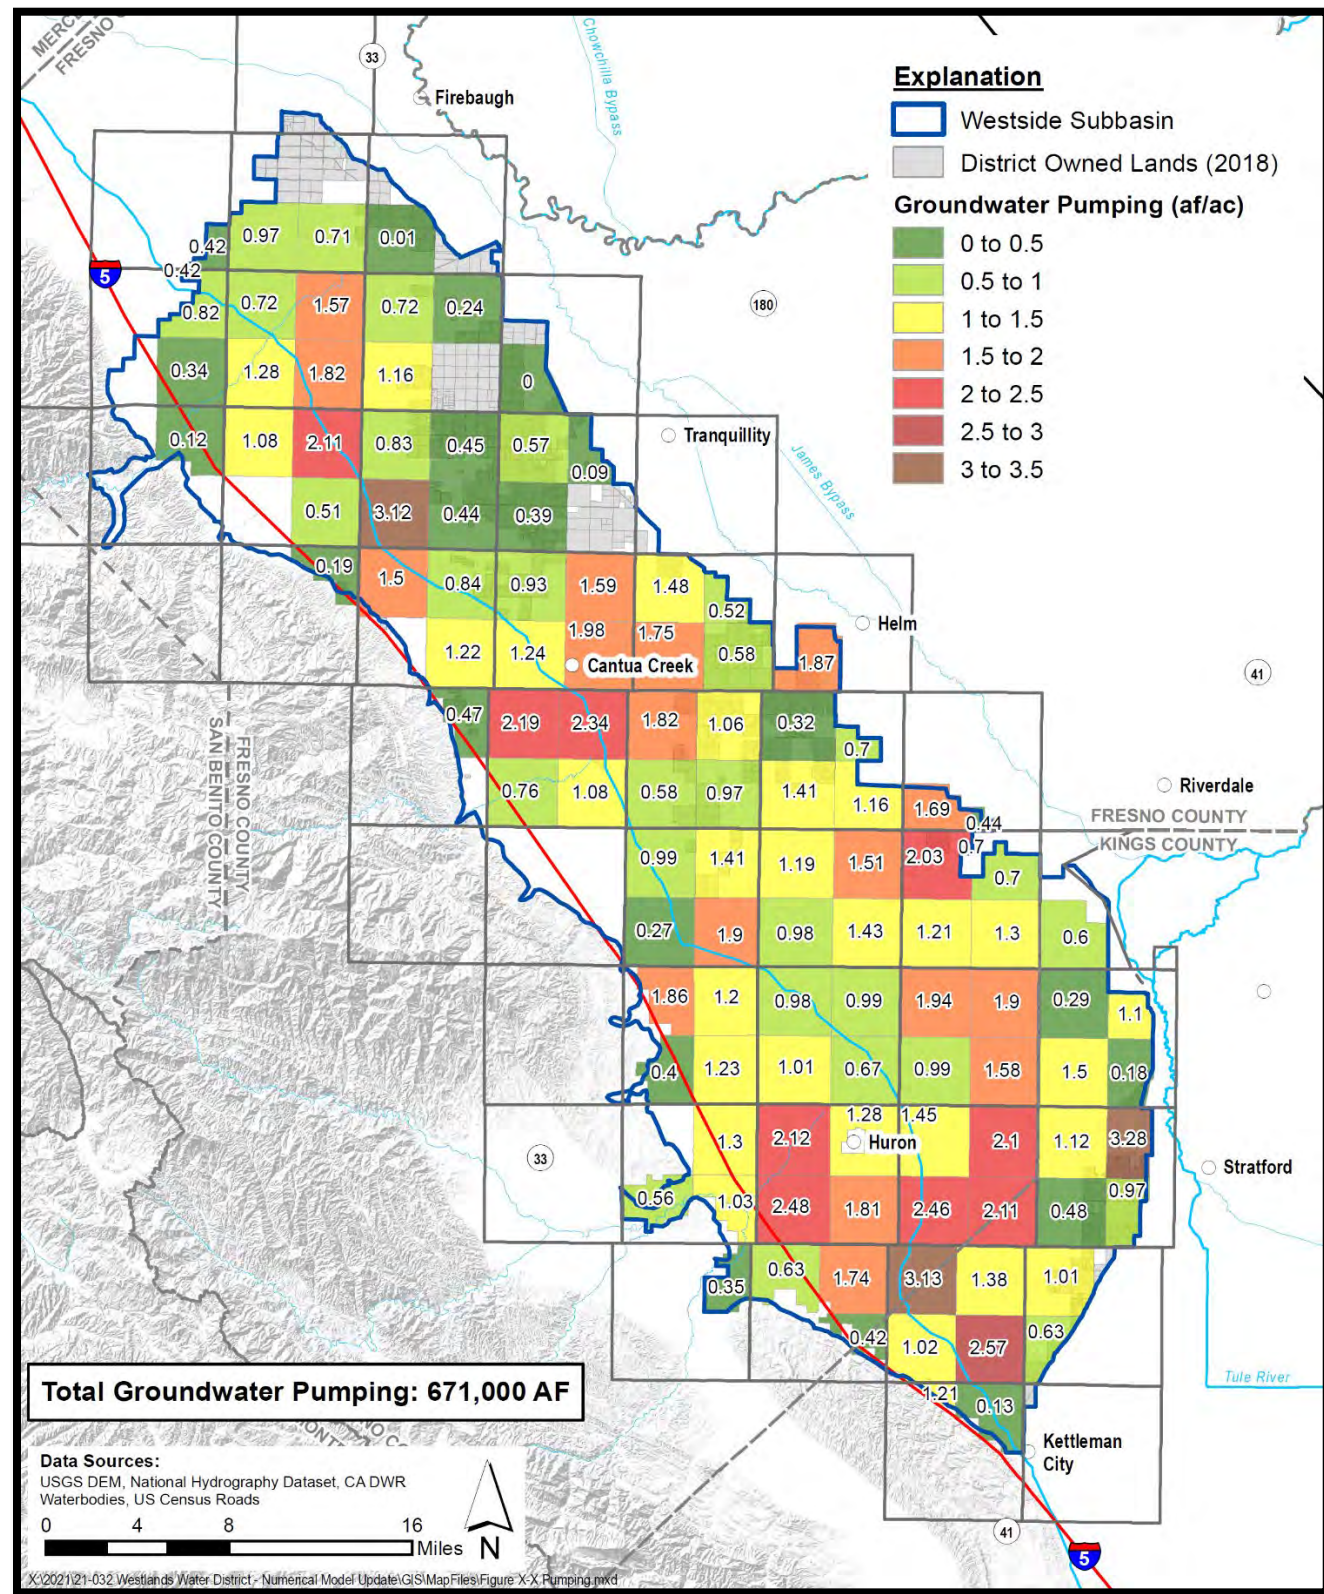 MERCE
FRESNO
33
Firebaugh
Chowchilla Bypass
Explanation
Westside Subbasin
District Owned Lands (2018)
Groundwater Pumping (af/ac)
0 to 0.5
0.5 to 1
1 to 1.5
1.5 to 2
2 to 2.5
2.5 to 3
3 to 3.5
0.42 0.97 0.71 0.01
0.42
5
180
0.82 0.72 1.57 0.72 0.24
0.34 1.28 1.82 1.16 0
0.12 1.08 2.11 0.83 0.45 0.57 0.09
Tranquillity
James Bypass
0.51 3.12 0.44 0.39
0.19 1.5 0.84 0.93 1.59 1.48 0.52
Helm
1.22 1.24 1.98 1.75 0.58 1.87
Cantua Creek
41
0.47 2.19 2.34 1.82 1.06 0.32 0.7
FRESNO COUNTY
SAN BENITO COUNTY
0.76 1.08 0.58 0.97 1.41 1.16 1.69 0.44
Riverdale
FRESNO COUNTY
KINGS COUNTY
0.99 1.41 1.19 1.51 2.03 0.7 0.7
0.27 1.9 0.98 1.43 1.21 1.3 0.6
1.86 1.2 0.98 0.99 1.94 1.9 0.29 1.1
0.4 1.23 1.01 0.67 0.99 1.58 1.5 0.18
1.3 2.12 1.28 1.45 2.1 1.12 3.28
Huron
33
Stratford
0.56 1.03 2.48 1.81 2.46 2.11 0.48 0.97
0.35 0.63 1.74 3.13 1.38 1.01
0.42 1.02 2.57 0.63
1.21 0.13
Tule River
Kettleman
City
41
5
Total Groundwater Pumping: 671,000 AF
FRESNO CO
MONT
Data Sources:
USGS DEM, National Hydrography Dataset, CA DWR
Waterbodies, US Census Roads
0 4 8 16
Miles
N
X:\2021\21-032 Westlands Water District - Numerical Model Update\GIS\MapFiles\Figure X-X Pumping.mxd